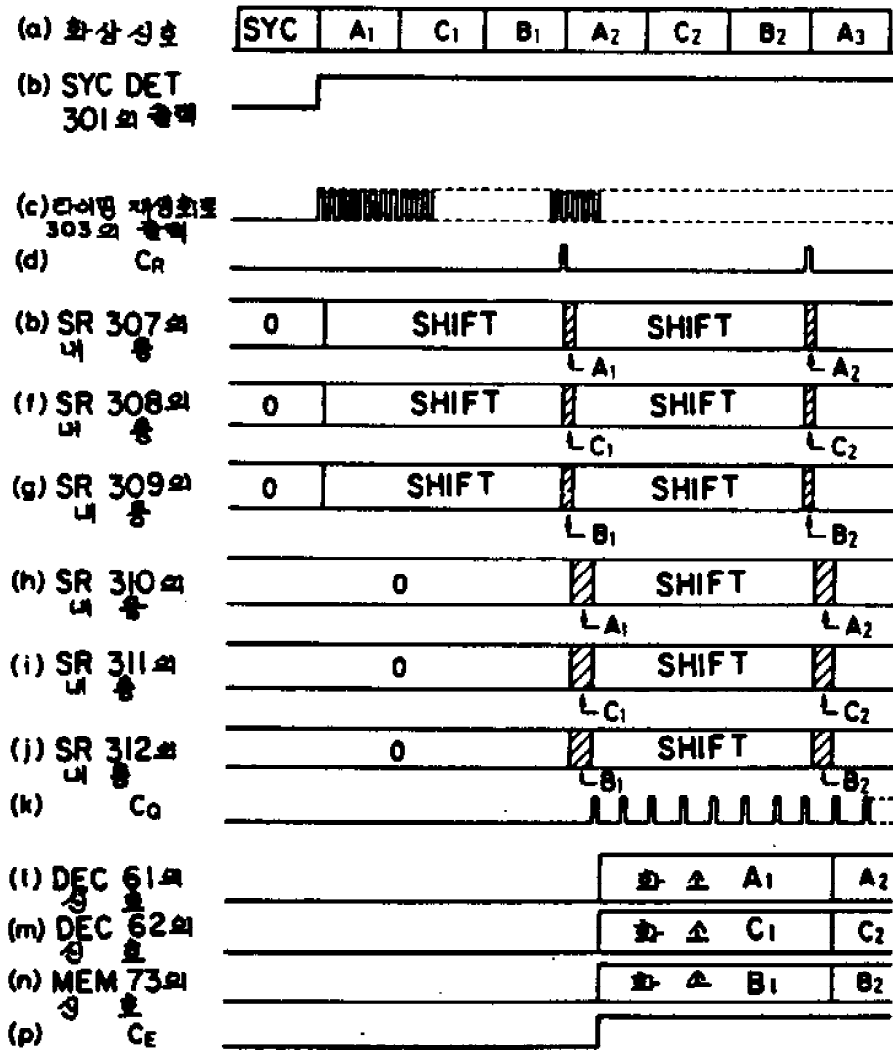 (a) 화상신호 SYC A1 C1 B1 A2 C2 B2 A3
(b) SYC DET
301의 출력
(c) 타이밍 재생회로
303의 출력
(d) CR
(b) SR 307의 0 SHIFT SHIFT
내 용 A1 A2
(f) SR 308의 0 SHIFT SHIFT
내 용 C1 C2
(g) SR 309의 0 SHIFT SHIFT
내 용 B1 B2
(h) SR 310의 0 SHIFT
내 용 A1 A2
(i) SR 311의 0 SHIFT
내 용 C1 C2
(j) SR 312의 0 SHIFT
내 용 B1 B2
(k) CQ
(l) DEC 61의 화소 A1 A2
신 호
(m) DEC 62의 화소 C1 C2
신 호
(n) MEM 73의 화소 B1 B2
신 호
(p) CE